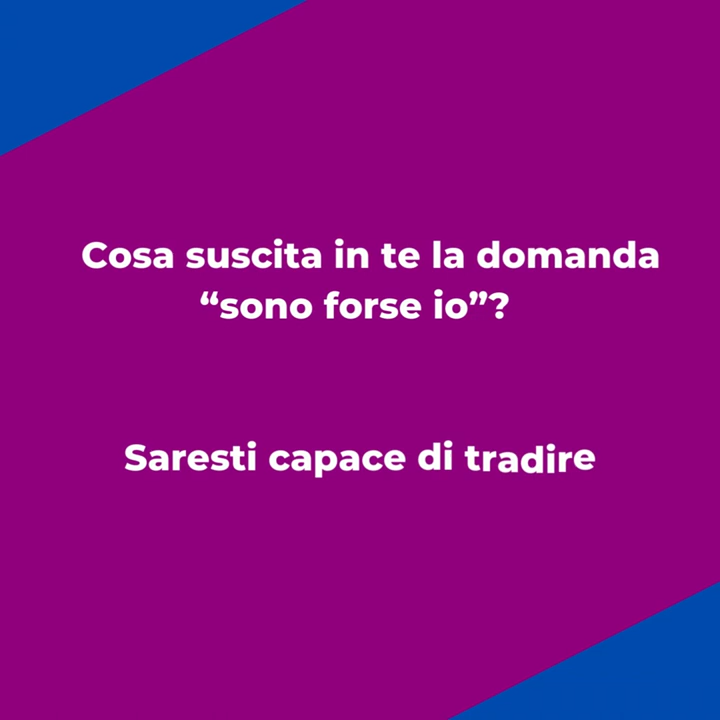 Cosa suscita in te la domanda
“sono forse io”?
Saresti capace di tradire